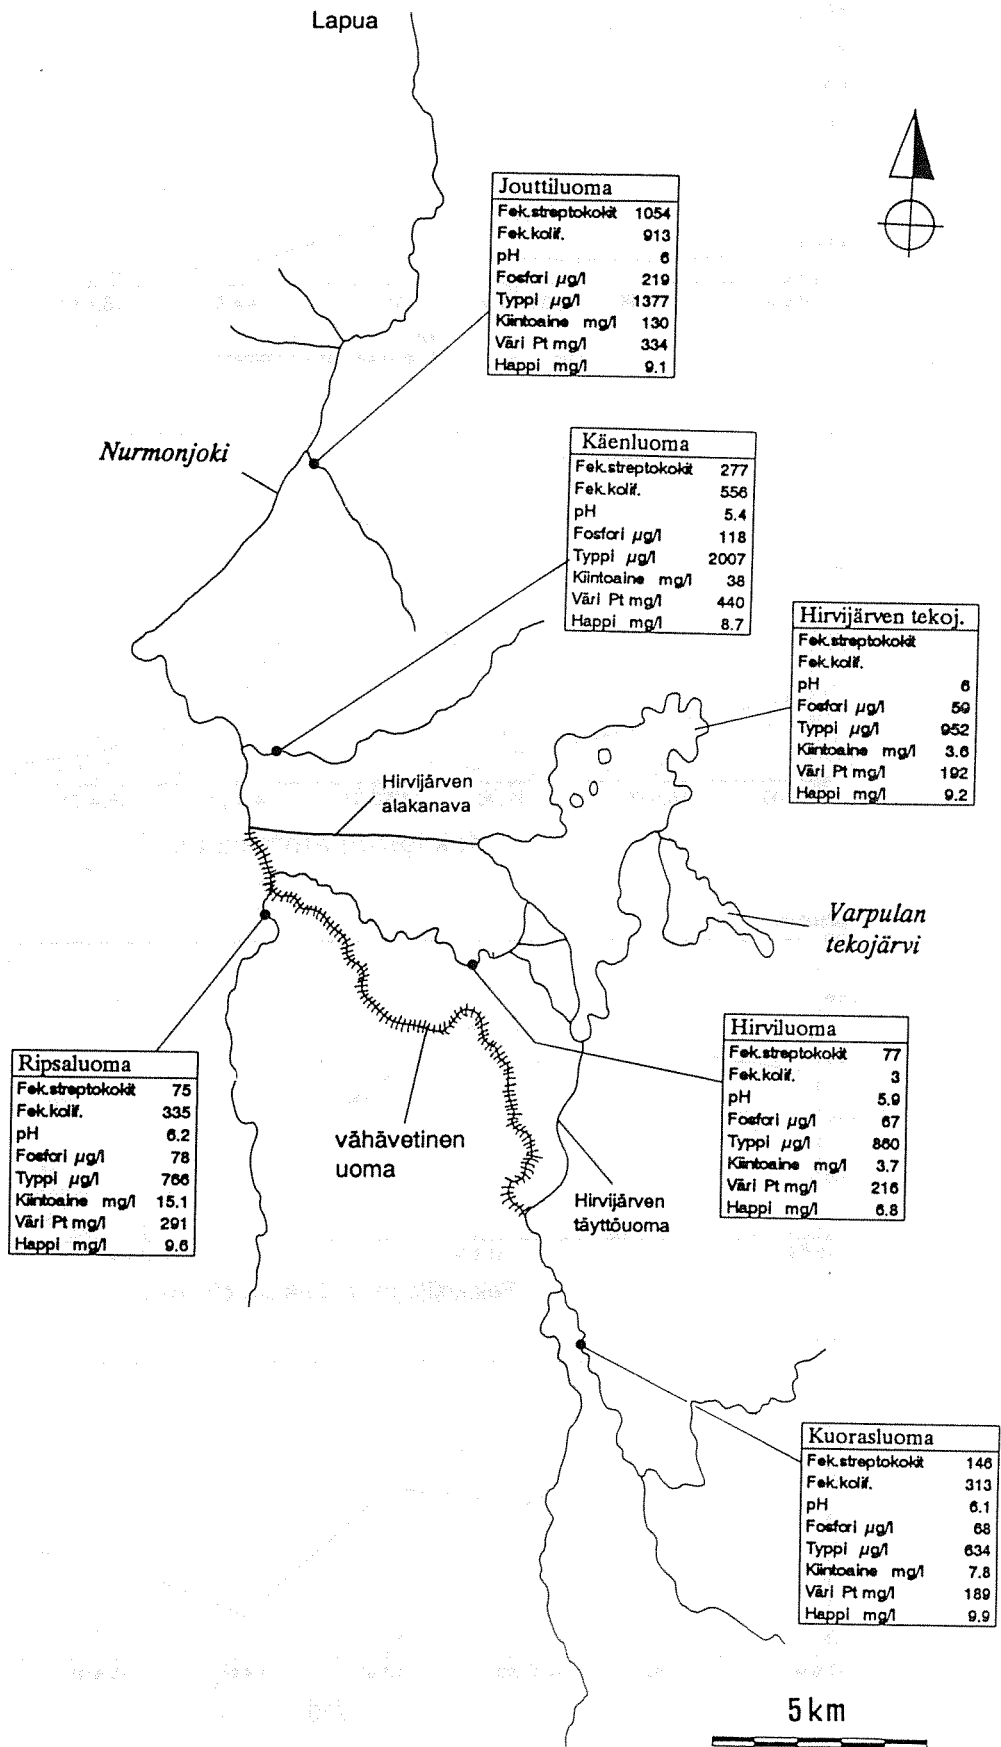 Lapua
Jouttiluoma
Fek.streptokokit 1054
Fek.kolif. 913
pH 6
Fosfori µg/l 219
Typpi µg/l 1377
Kiintoaine mg/l 130
Väri Pt mg/l 334
Happi mg/l 9.1
Nurmonjoki
Käenluoma
Fek.streptokokit 277
Fek.kolif. 556
pH 5.4
Fosfori µg/l 118
Typpi µg/l 2007
Kiintoaine mg/l 38
Väri Pt mg/l 440
Happi mg/l 8.7
Hirvijärven tekoj.
Fek.streptokokit
Fek.kolif.
pH 6
Fosfori µg/l 59
Typpi µg/l 952
Kiintoaine mg/l 3.6
Väri Pt mg/l 192
Happi mg/l 9.2
Hirvijärven
alakanava
Varpulan
tekojärvi
Ripsaluoma
Fek.streptokokit 75
Fek.kolif. 335
pH 6.2
Fosfori µg/l 78
Typpi µg/l 766
Kiintoaine mg/l 15.1
Väri Pt mg/l 291
Happi mg/l 9.6
vähävetinen
uoma
Hirviluoma
Fek.streptokokit 77
Fek.kolif. 3
pH 5.9
Fosfori µg/l 67
Typpi µg/l 860
Kiintoaine mg/l 3.7
Väri Pt mg/l 216
Happi mg/l 6.8
Hirvijärven
täyttöuoma
Kuorasluoma
Fek.streptokokit 146
Fek.kolif. 313
pH 6.1
Fosfori µg/l 68
Typpi µg/l 634
Kiintoaine mg/l 7.8
Väri Pt mg/l 189
Happi mg/l 9.9
5 km